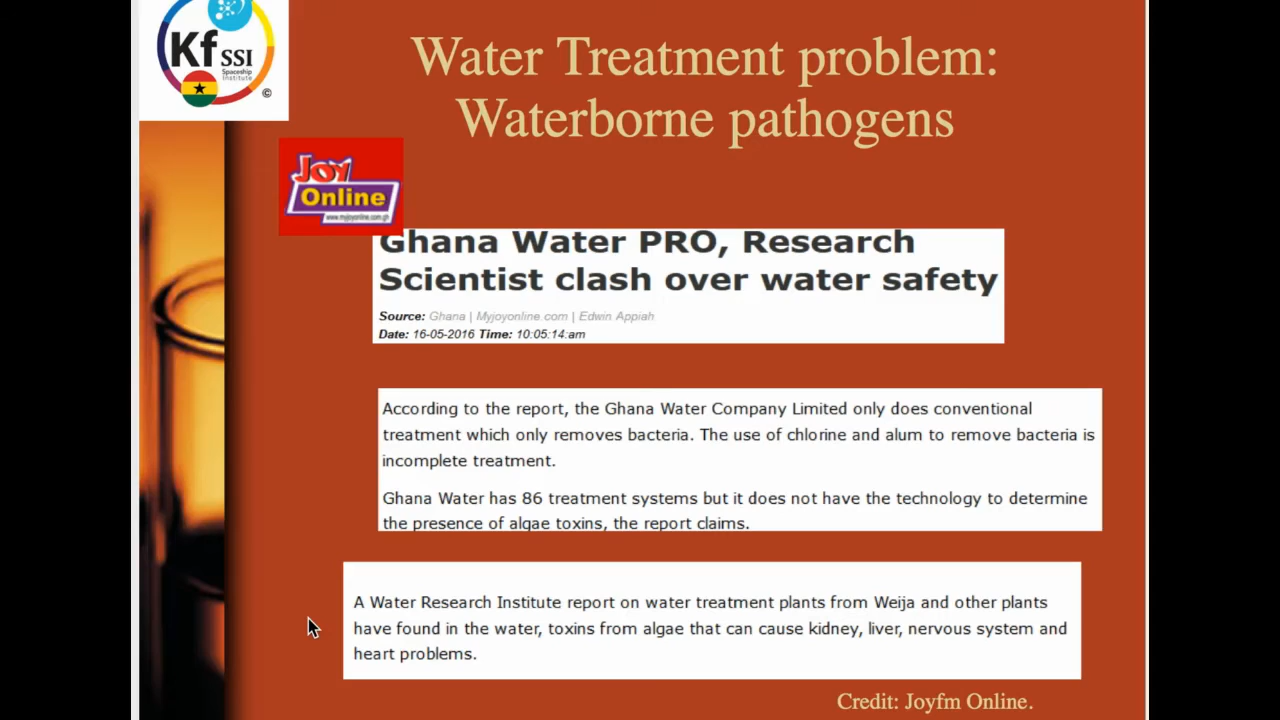 Kf SSI
Spaceship
Institute
©
Water Treatment problem:
Waterborne pathogens
Joy
Online
www.myjoyonline.com.gh
Ghana Water PRO, Research
Scientist clash over water safety
Source: Ghana | Myjoyonline.com | Edwin Appiah
Date: 16-05-2016 Time: 10:05:14:am
According to the report, the Ghana Water Company Limited only does conventional
treatment which only removes bacteria. The use of chlorine and alum to remove bacteria is
incomplete treatment.
Ghana Water has 86 treatment systems but it does not have the technology to determine
the presence of algae toxins, the report claims.
A Water Research Institute report on water treatment plants from Weija and other plants
have found in the water, toxins from algae that can cause kidney, liver, nervous system and
heart problems.
Credit: Joyfm Online.